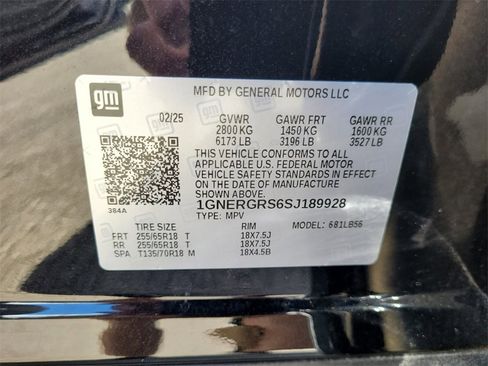 gm
MFD BY GENERAL MOTORS LLC
02/25 GVWR GAWR FRT GAWR RR
2800 KG 1450 KG 1600 KG
6173 LB 3196 LB 3527 LB
THIS VEHICLE CONFORMS TO ALL
APPLICABLE U.S. FEDERAL MOTOR
VEHICLE SAFETY STANDARDS IN EFFECT
ON THE DATE OF MANUFACTURE
SHOWN ABOVE.
384A
1GNERGRS6SJ189928
TYPE: MPV
TIRE SIZE RIM MODEL: 681LB56
FRT 255/65R18 T 18X7.5J
RR 255/65R18 T 18X7.5J
SPA T135/70R18 M 18X4.5B